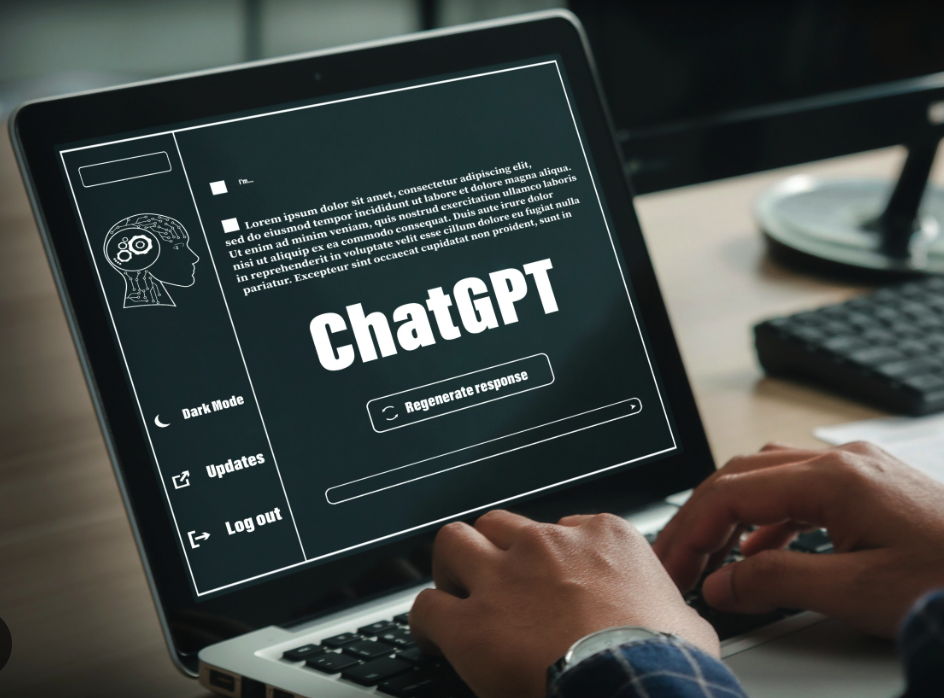 I'm...
Lorem ipsum dolor sit amet, consectetur adipiscing elit,
sed do eiusmod tempor incididunt ut labore et dolore magna aliqua.
Ut enim ad minim veniam, quis nostrud exercitation ullamco laboris
nisi ut aliquip ex ea commodo consequat. Duis aute irure dolor
in reprehenderit in voluptate velit esse cillum dolore eu fugiat nulla
pariatur. Excepteur sint occaecat cupidatat non proident, sunt in
ChatGPT
Regenerate response
Dark Mode
Updates
Log out